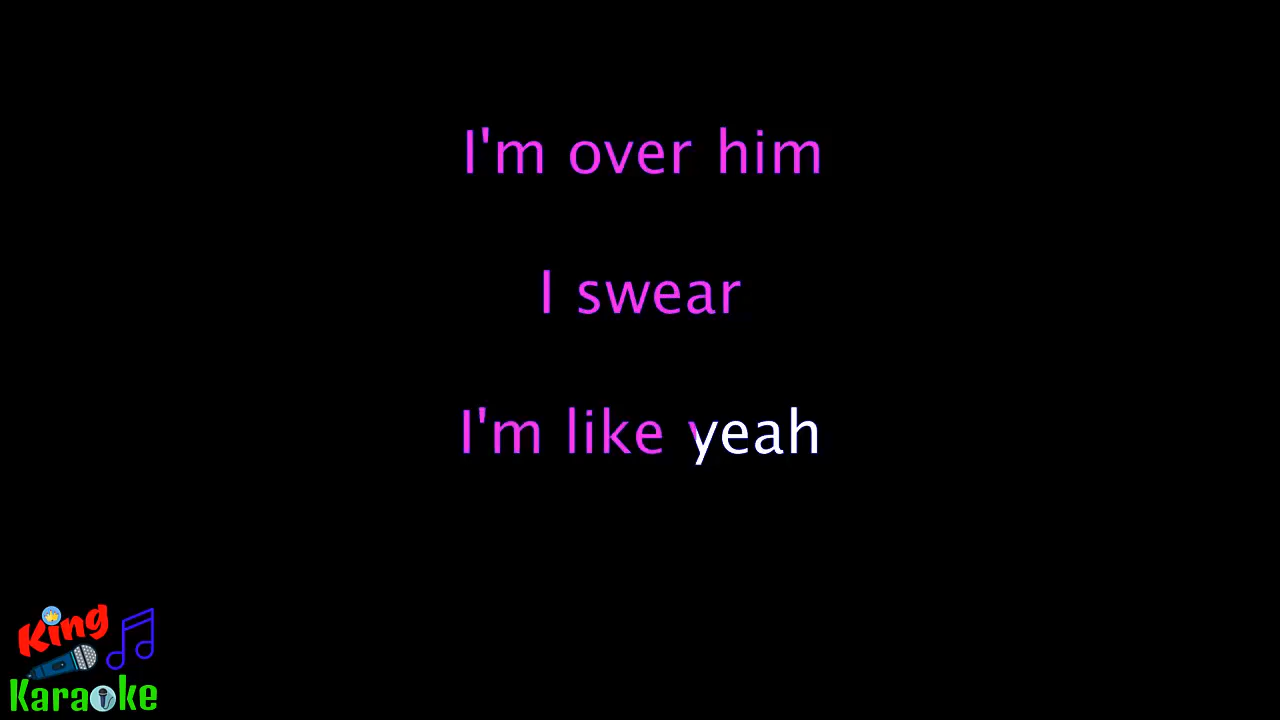 I'm over him
I swear
I'm like yeah
King
Karaoke